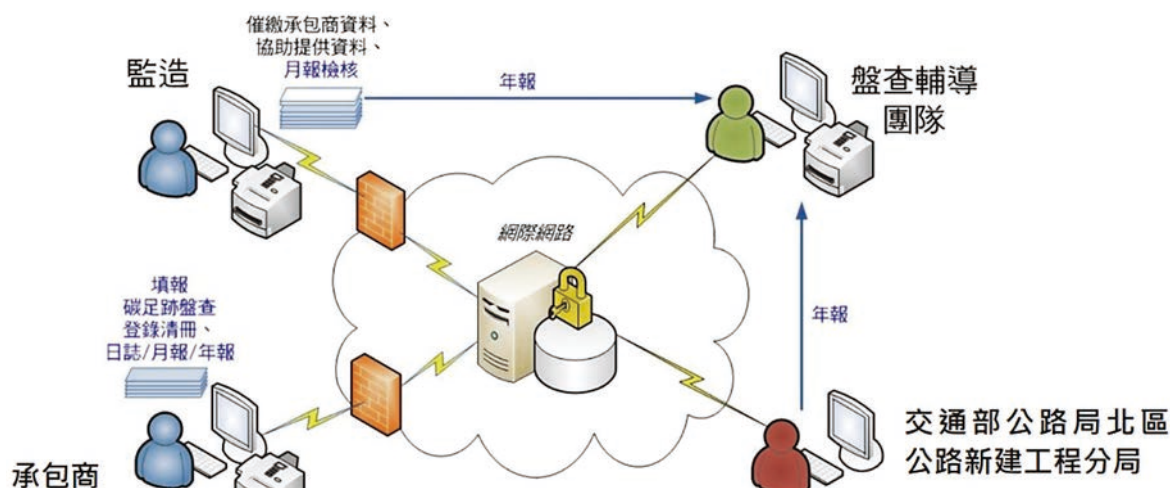 催繳承包商資料、
協助提供資料、
月報檢核
監造
年報
盤查輔導
團隊
網際網路
填報
碳足跡盤查
登錄清冊、
日誌/月報/年報
年報
承包商
交通部公路局北區
公路新建工程分局